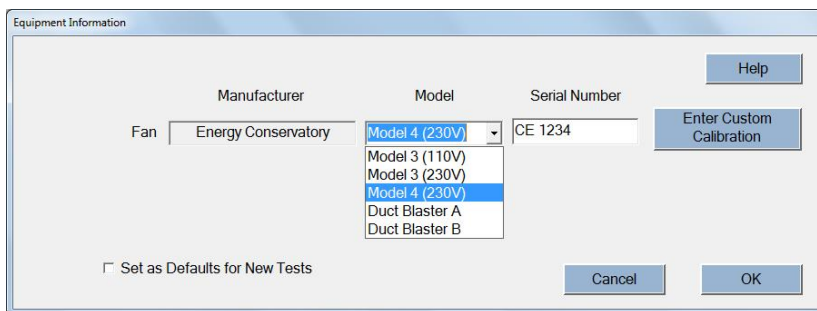 Equipment Information
Help
Manufacturer Model Serial Number
Fan Energy Conservatory Model 4 (230V) CE 1234
Enter Custom
Calibration
Model 3 (110V)
Model 3 (230V)
Model 4 (230V)
Duct Blaster A
Duct Blaster B
Set as Defaults for New Tests
Cancel OK